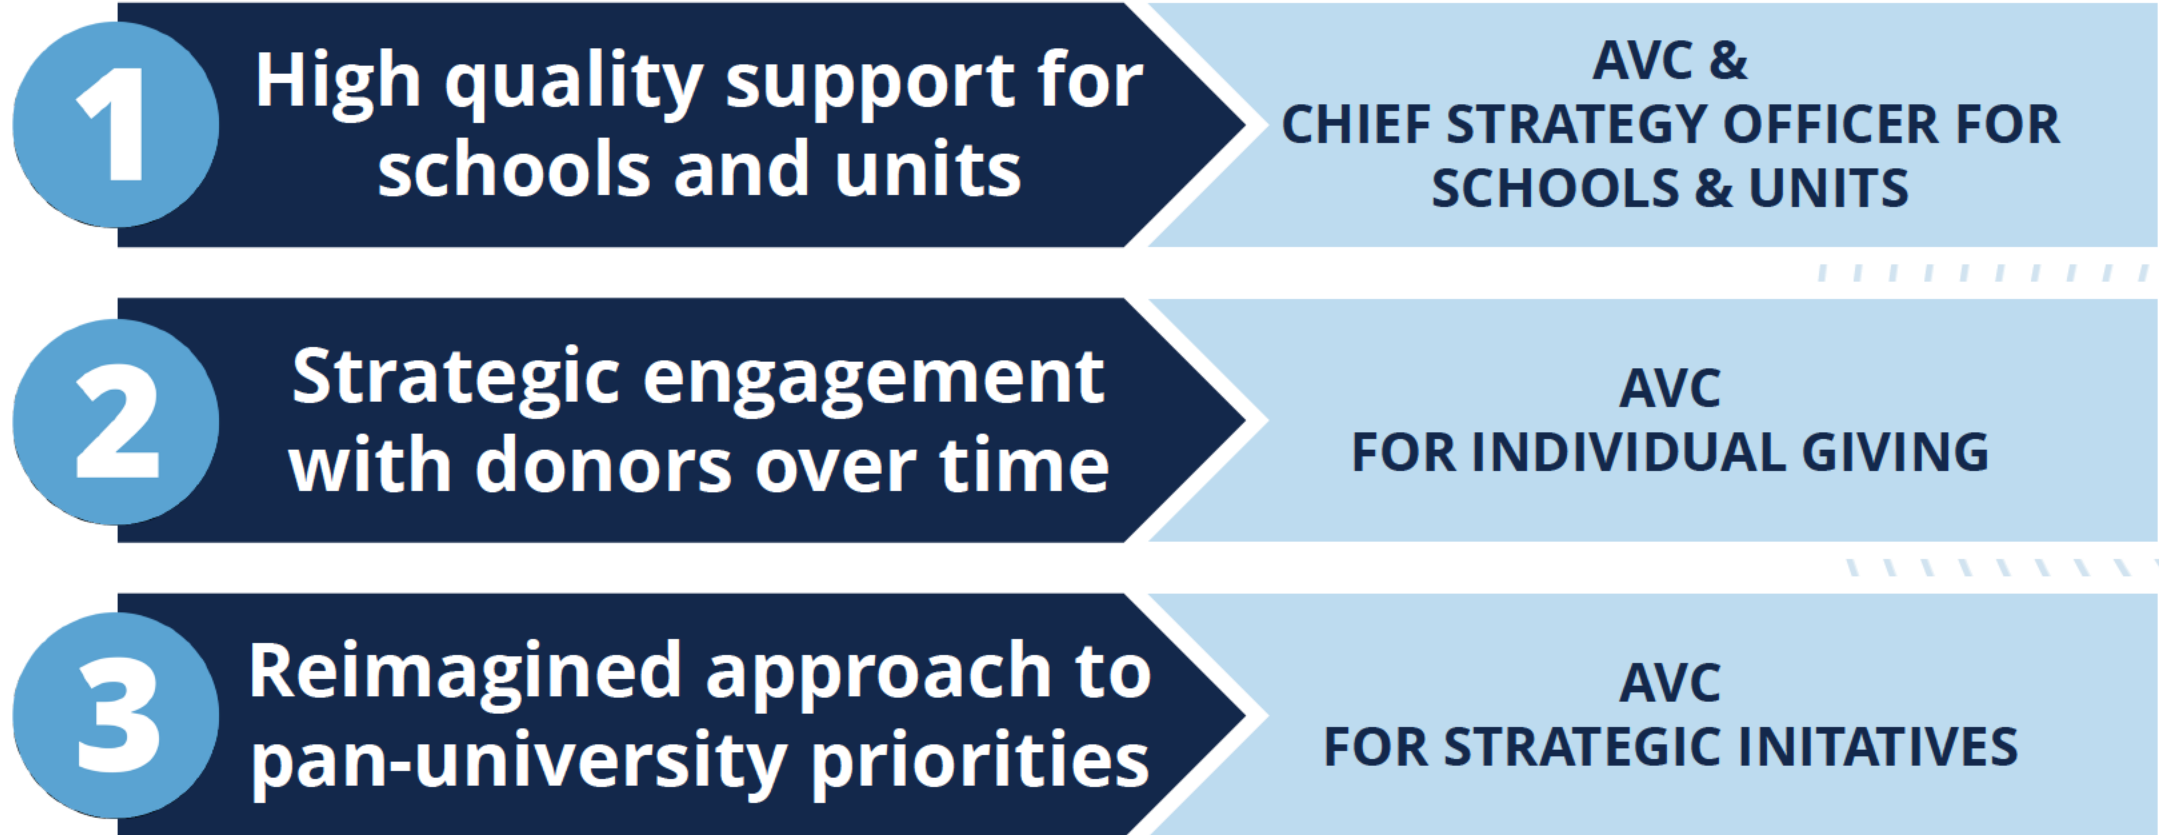 1
High quality support for
schools and units
AVC &
CHIEF STRATEGY OFFICER FOR
SCHOOLS & UNITS
2
Strategic engagement
with donors over time
AVC
FOR INDIVIDUAL GIVING
3
Reimagined approach to
pan-university priorities
AVC
FOR STRATEGIC INITATIVES